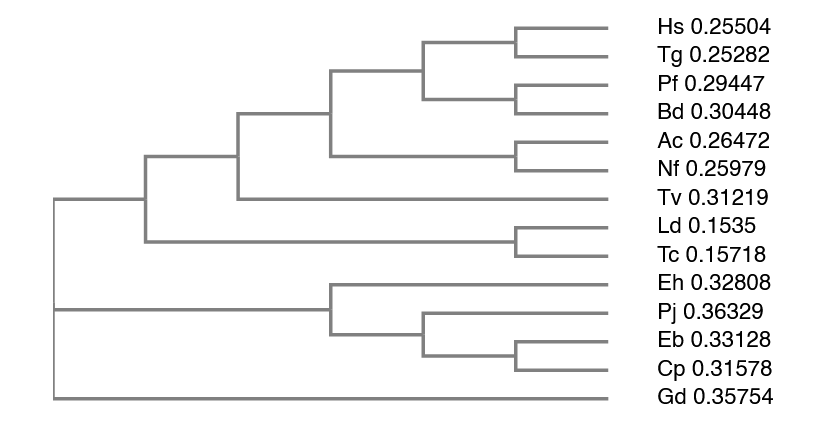 Hs 0.25504
Tg 0.25282
Pf 0.29447
Bd 0.30448
Ac 0.26472
Nf 0.25979
Tv 0.31219
Ld 0.1535
Tc 0.15718
Eh 0.32808
Pj 0.36329
Eb 0.33128
Cp 0.31578
Gd 0.35754